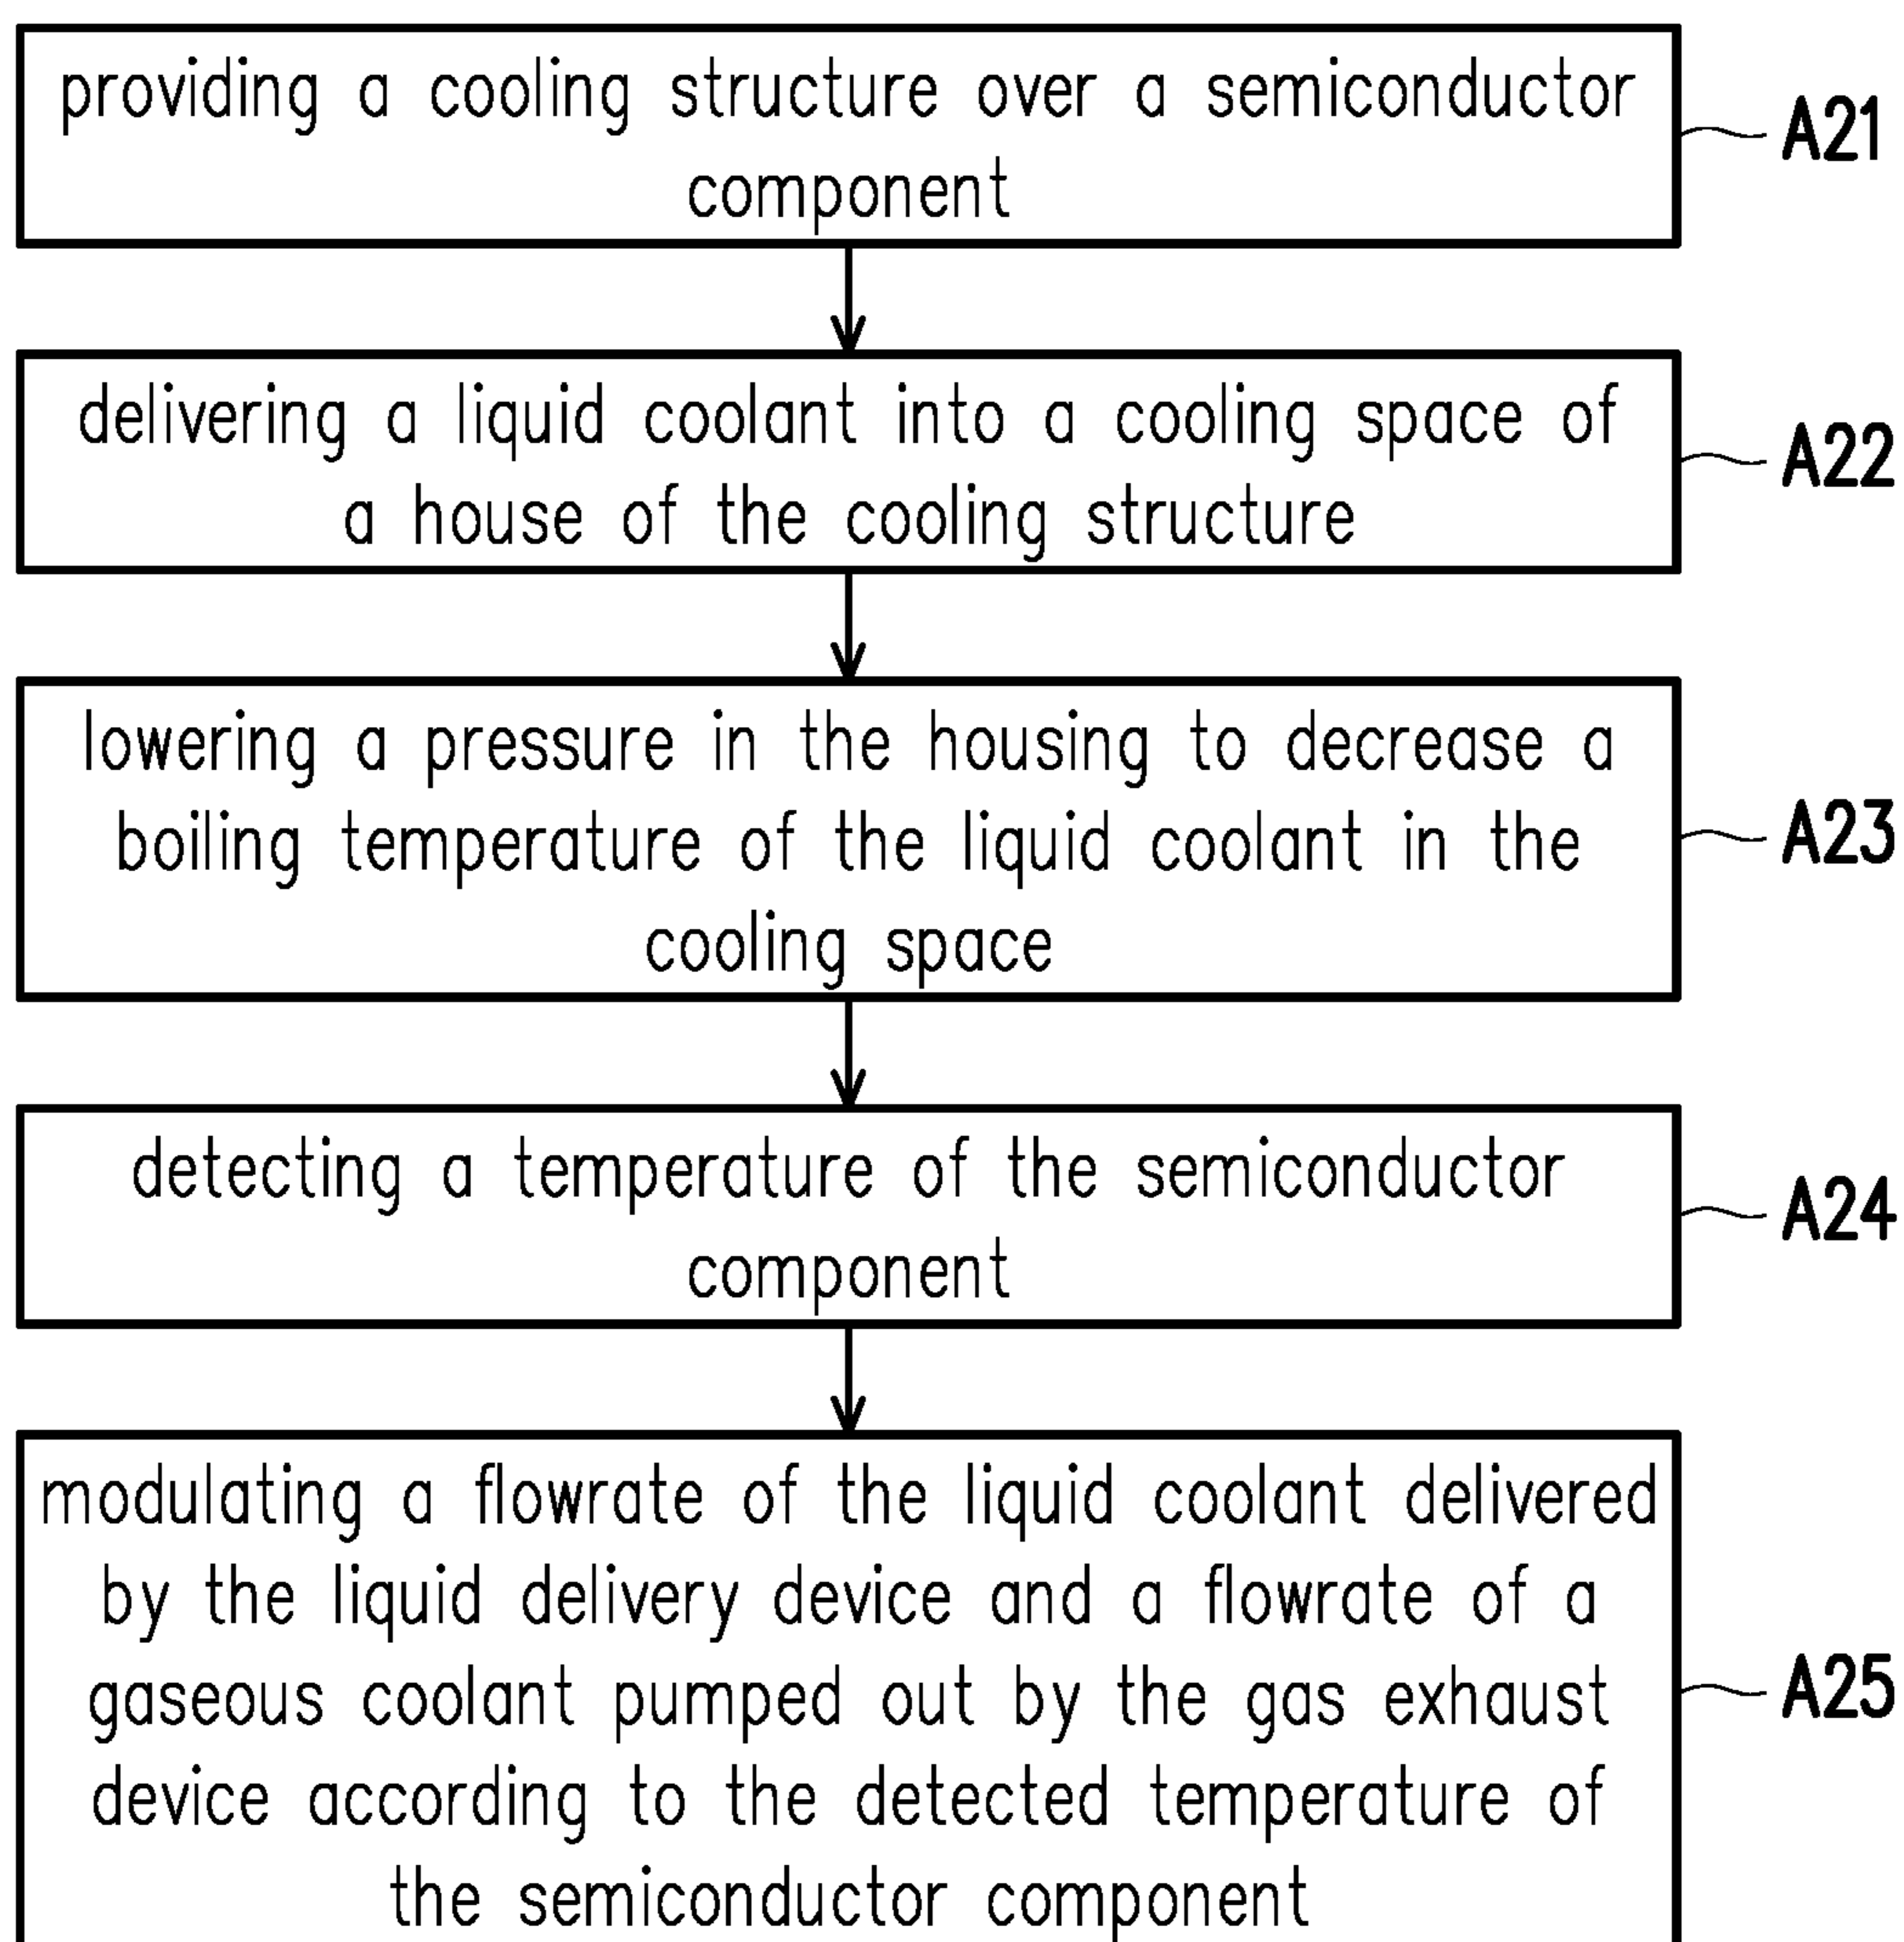 providing a cooling structure over a semiconductor
component
A21
delivering a liquid coolant into a cooling space of
a house of the cooling structure
A22
lowering a pressure in the housing to decrease a
boiling temperature of the liquid coolant in the
cooling space
A23
detecting a temperature of the semiconductor
component
A24
modulating a flowrate of the liquid coolant delivered
by the liquid delivery device and a flowrate of a
gaseous coolant pumped out by the gas exhaust
device according to the detected temperature of
the semiconductor component
A25